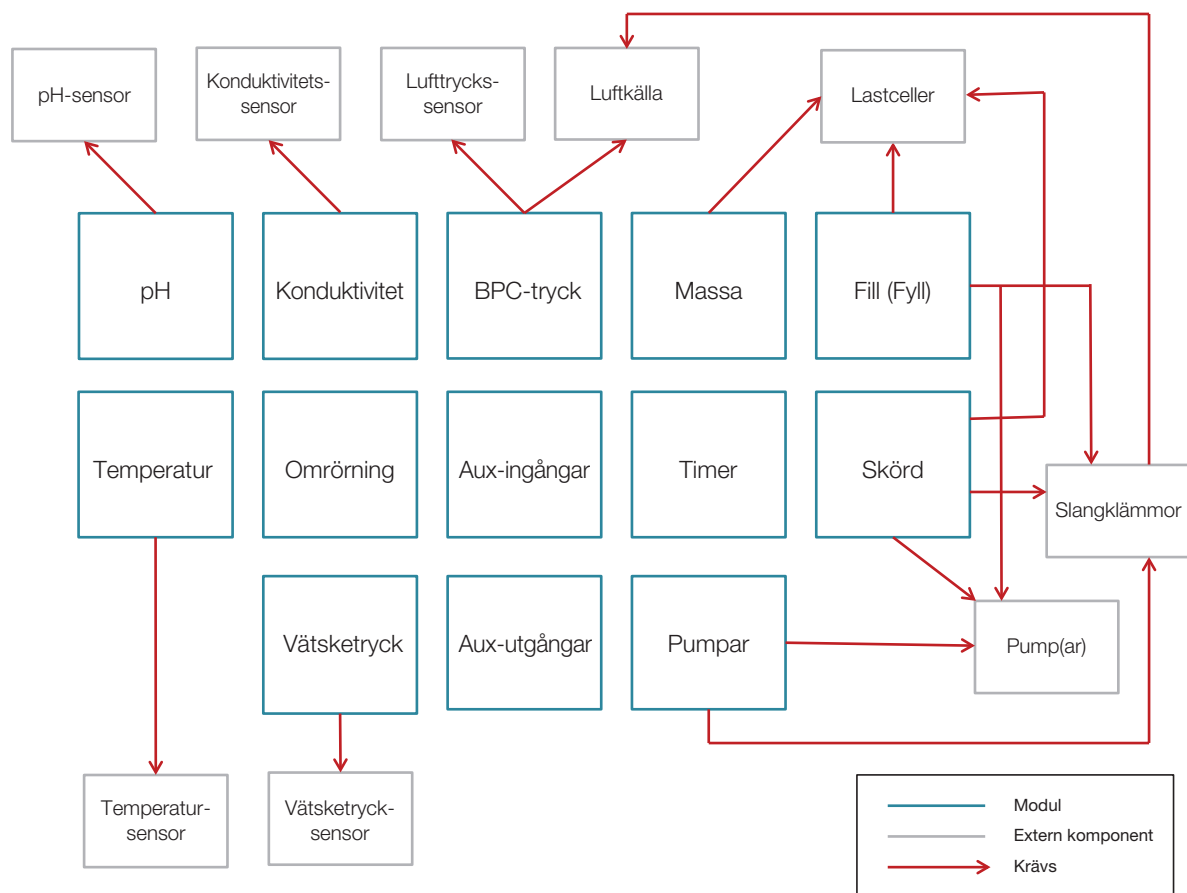 pH-sensor
Konduktivitets-
sensor
Lufttrycks-
sensor
Luftkälla
Lastceller
pH
Konduktivitet
BPC-tryck
Massa
Fill (Fyll)
Temperatur
Omrörning
Aux-ingångar
Timer
Skörd
Slangklämmor
Vätsketryck
Aux-utgångar
Pumpar
Pump(ar)
Temperatur-
sensor
Vätsketryck-
sensor
Modul
Extern komponent
Krävs